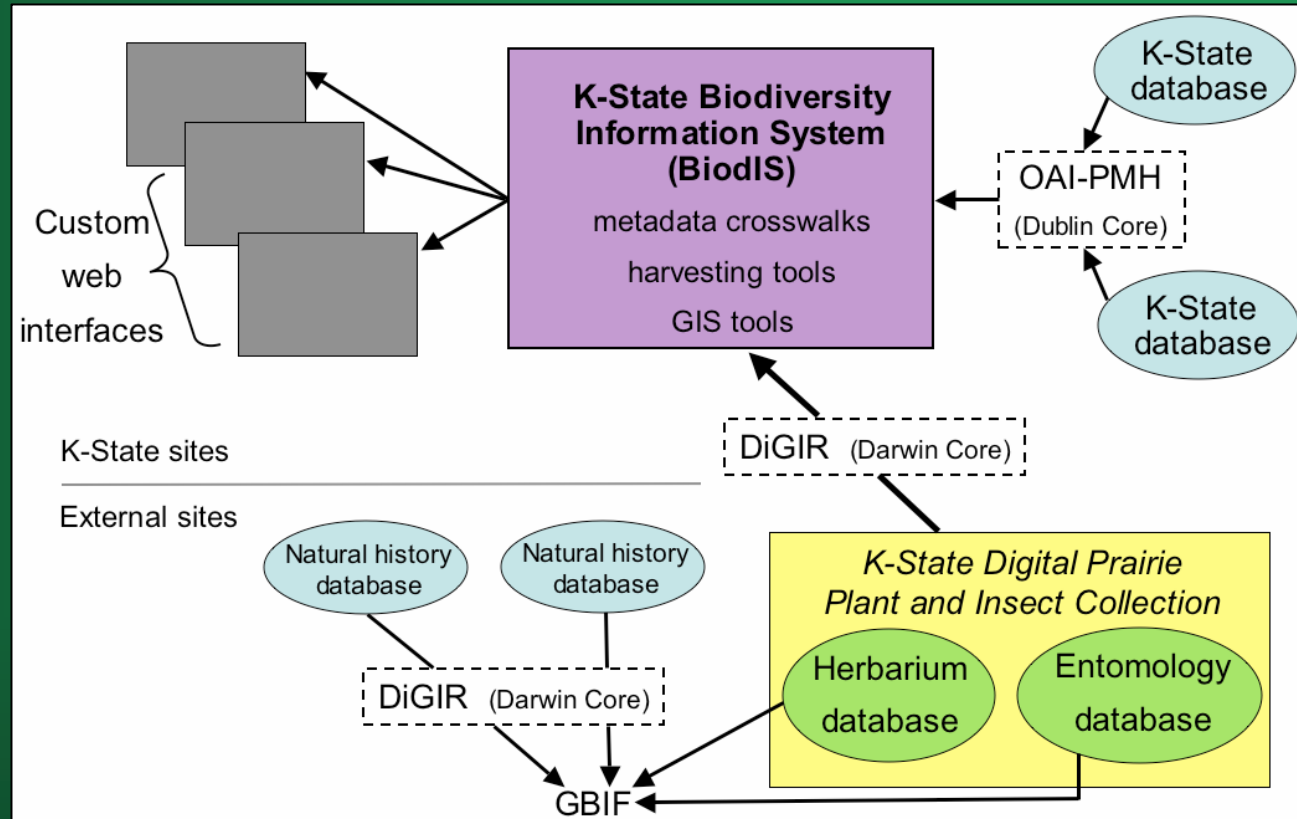 K-State Biodiversity
Information System
(BiodIS)
metadata crosswalks
harvesting tools
GIS tools
K-State
database
OAI-PMH
(Dublin Core)
K-State
database
Custom
web
interfaces
K-State sites
External sites
DiGIR (Darwin Core)
Natural history
database
Natural history
database
DiGIR (Darwin Core)
GBIF
K-State Digital Prairie
Plant and Insect Collection
Herbarium
database
Entomology
database